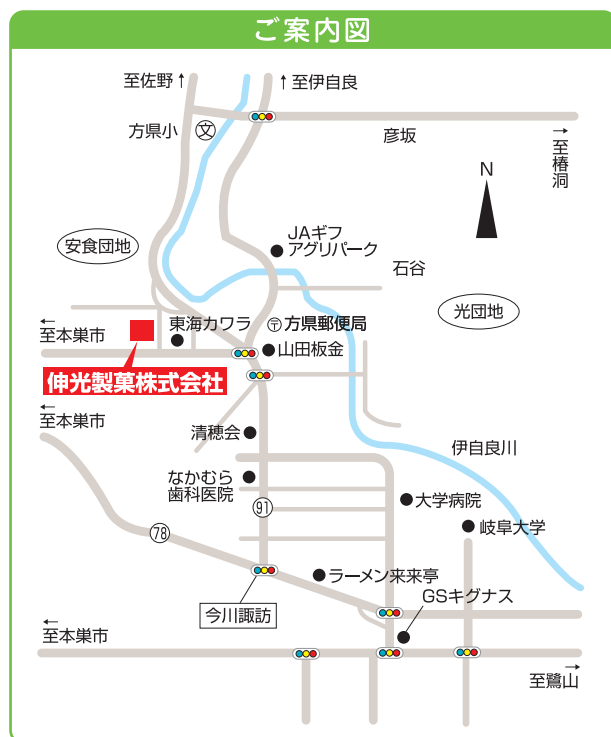 ご案内図
至佐野↑
↑至伊自良
方県小
文
彦坂
→
至椿洞
N
JAギフ
アグリパーク
安食団地
石谷
光団地
←
至本巣市
東海カワラ
〒方県郵便局
山田板金
伸光製菓株式会社
←
至本巣市
清穂会
伊自良川
なかむら
歯科医院
大学病院
91
岐阜大学
78
ラーメン来来亭
GSキグナス
今川諏訪
←
至本巣市
→
至鷺山